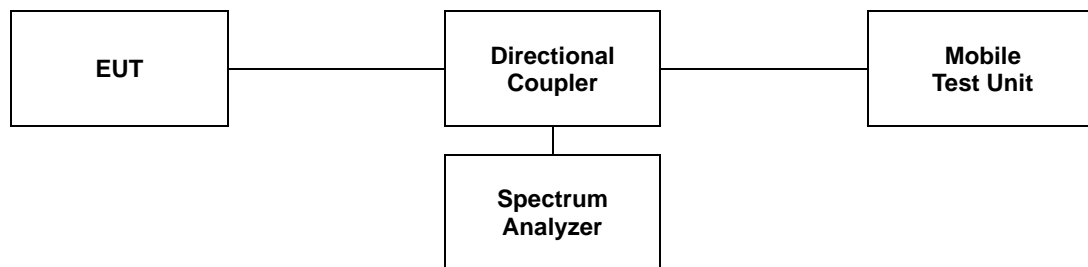 EUT
Directional
Coupler
Mobile
Test Unit
Spectrum
Analyzer